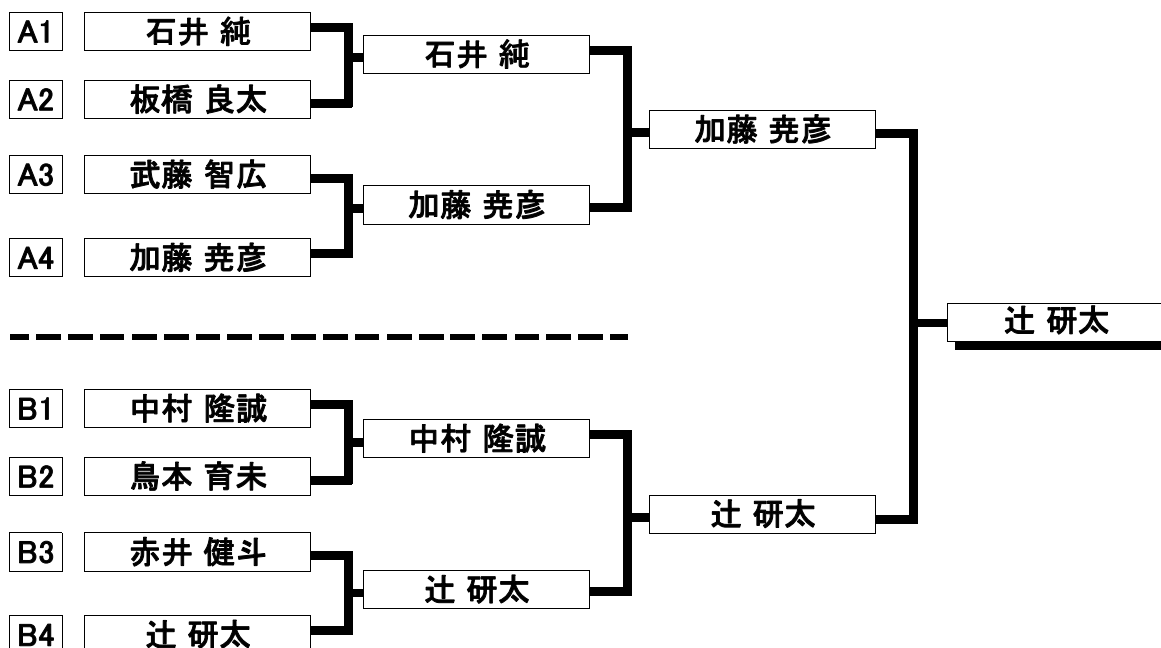 A1 石井 純
石井 純
A2 板橋 良太
加藤 尭彦
A3 武藤 智広
加藤 尭彦
A4 加藤 尭彦
辻 研太
B1 中村 隆誠
中村 隆誠
B2 鳥本 育未
辻 研太
B3 赤井 健斗
辻 研太
B4 辻 研太